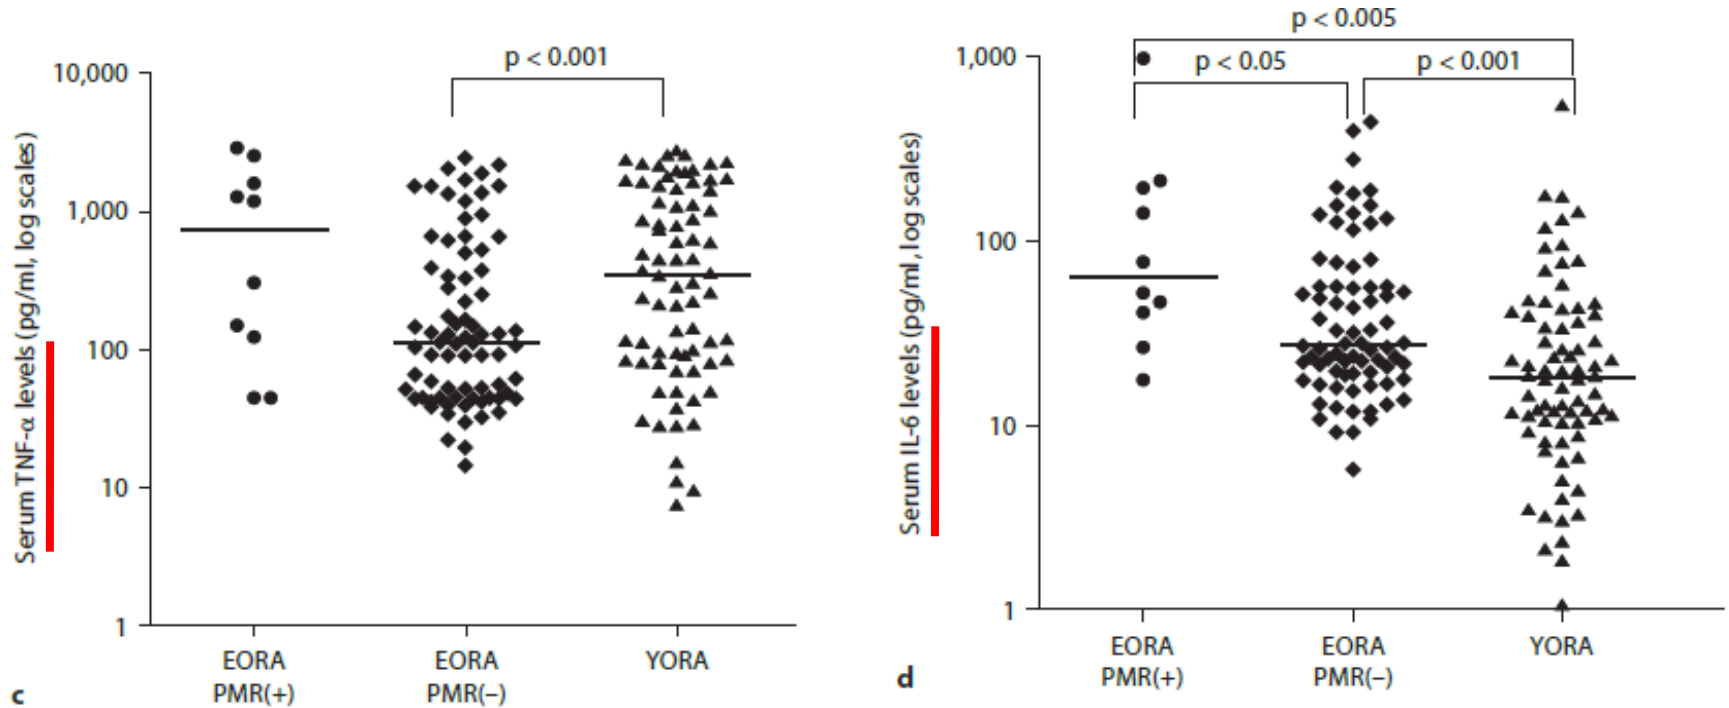 p < 0.001
10,000
1,000
100
10
1
Serum TNF-α levels (pg/ml, log scales)
EORA
PMR(+)
EORA
PMR(–)
YORA
c
p < 0.005
p < 0.05
p < 0.001
1,000
100
10
1
Serum IL-6 levels (pg/ml, log scales)
EORA
PMR(+)
EORA
PMR(–)
YORA
d